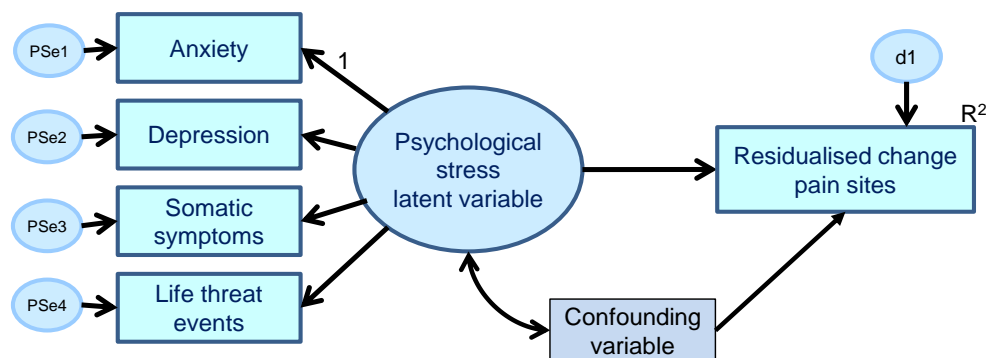 PSe1
Anxiety
1
d1
PSe2
Depression
Psychological
stress
latent variable
R²
Residualised change
pain sites
PSe3
Somatic
symptoms
PSe4
Life threat
events
Confounding
variable